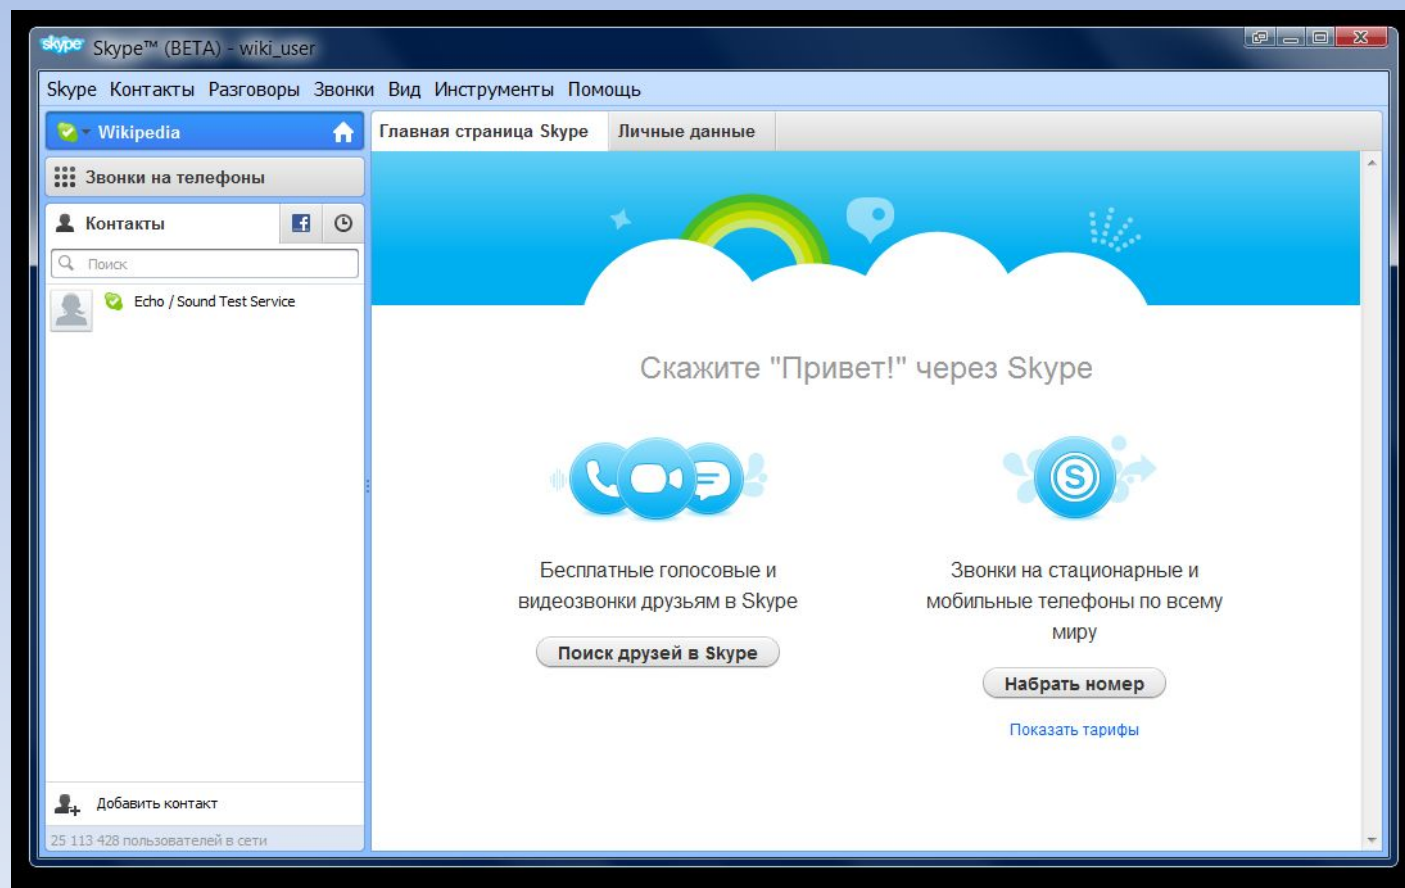 skype Skype™ (BETA) - wiki_user
Skype Контакты Разговоры Звонки Вид Инструменты Помощь
Wikipedia
Главная страница Skype Личные данные
Звонки на телефоны
Контакты f
Поиск
Echo / Sound Test Service
Скажите "Привет!" через Skype
S
Бесплатные голосовые и
видеозвонки друзьям в Skype
Поиск друзей в Skype
Звонки на стационарные и
мобильные телефоны по всему
миру
Набрать номер
Показать тарифы
Добавить контакт
25 113 428 пользователей в сети